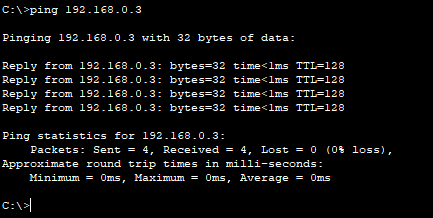 C:\>ping 192.168.0.3
Pinging 192.168.0.3 with 32 bytes of data:
Reply from 192.168.0.3: bytes=32 time<1ms TTL=128
Reply from 192.168.0.3: bytes=32 time<1ms TTL=128
Reply from 192.168.0.3: bytes=32 time<1ms TTL=128
Reply from 192.168.0.3: bytes=32 time<1ms TTL=128
Ping statistics for 192.168.0.3:
    Packets: Sent = 4, Received = 4, Lost = 0 (0% loss),
Approximate round trip times in milli-seconds:
    Minimum = 0ms, Maximum = 0ms, Average = 0ms
C:\>